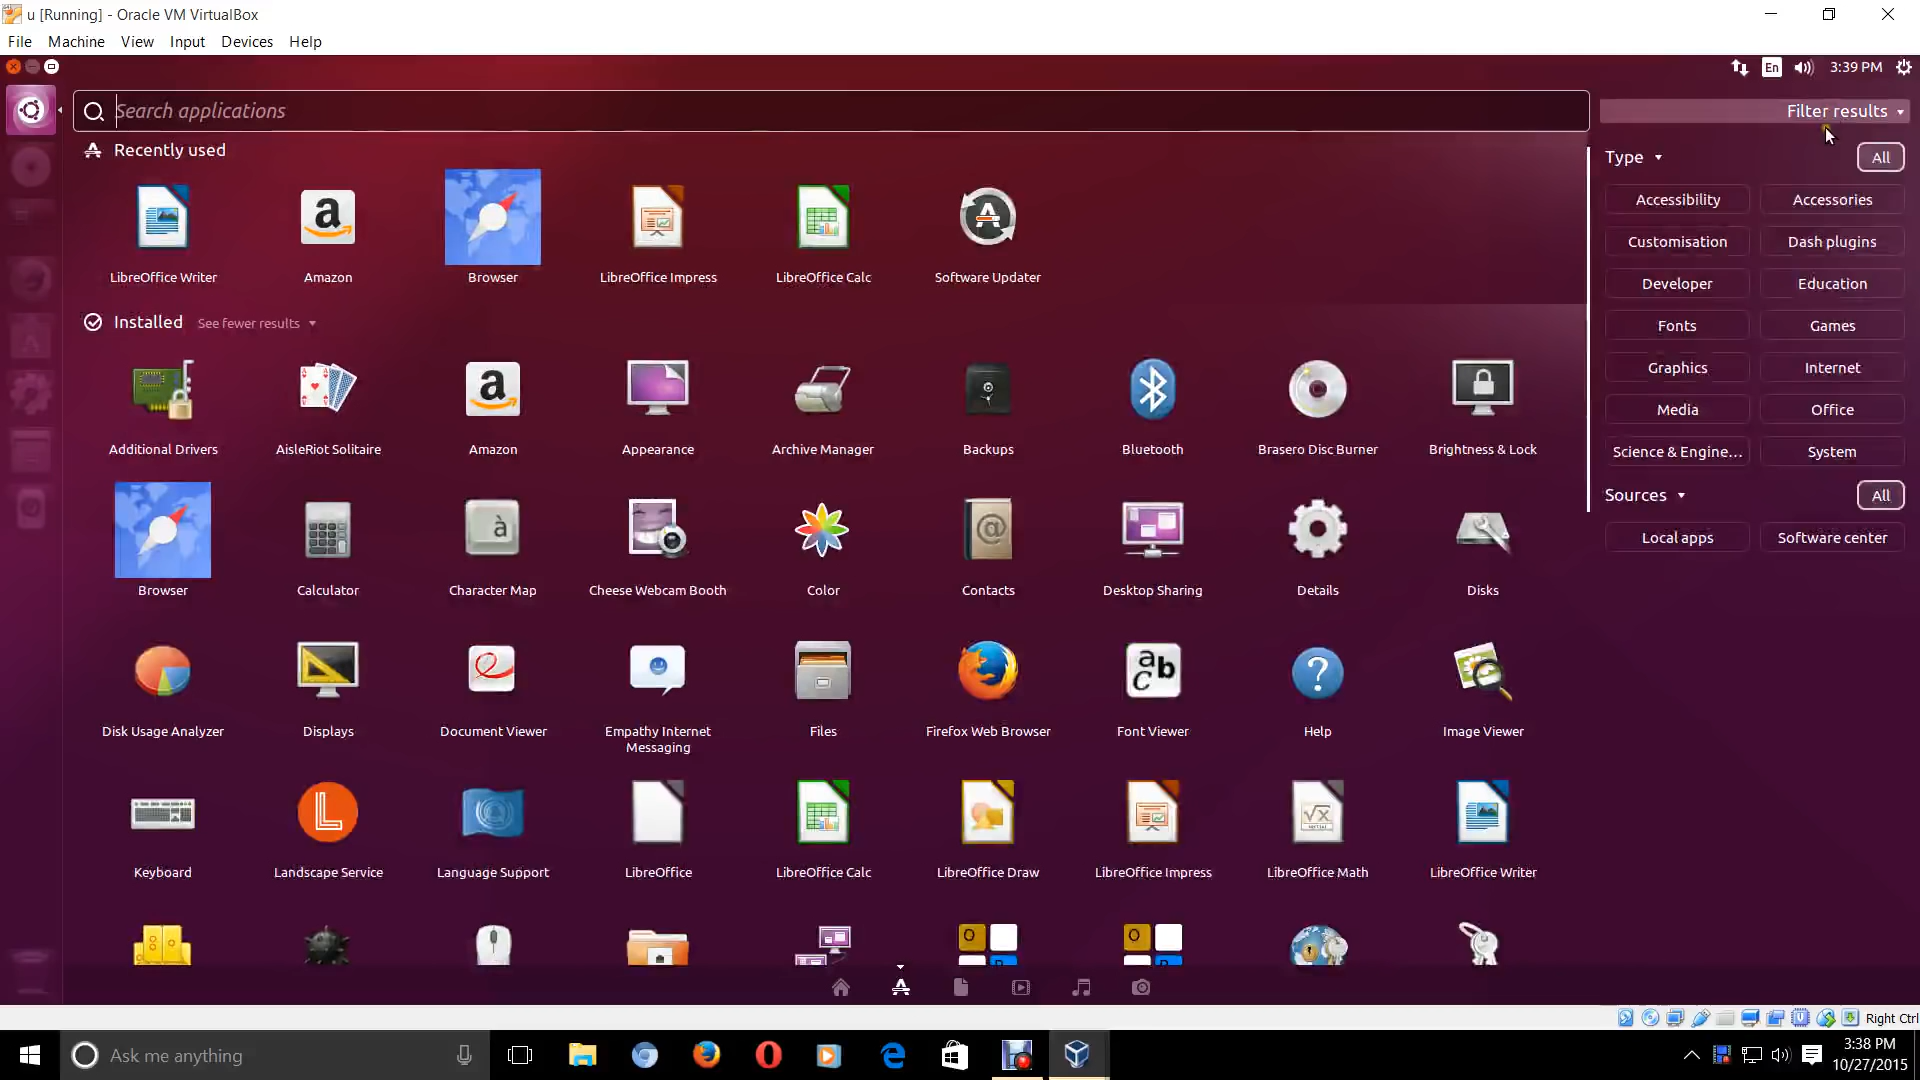 u [Running] - Oracle VM VirtualBox
File Machine View Input Devices Help
En 3:39 PM
Search applications
Filter results
Recently used
LibreOffice Writer Amazon Browser LibreOffice Impress LibreOffice Calc Software Updater
Installed See fewer results
Additional Drivers AisleRiot Solitaire Amazon Appearance Archive Manager Backups Bluetooth Brasero Disc Burner Brightness & Lock
Browser Calculator Character Map Cheese Webcam Booth Color Contacts Desktop Sharing Details Disks
Disk Usage Analyzer Displays Document Viewer Empathy Internet Messaging Files Firefox Web Browser Font Viewer Help Image Viewer
Keyboard Landscape Service Language Support LibreOffice LibreOffice Calc LibreOffice Draw LibreOffice Impress LibreOffice Math LibreOffice Writer
Type All
Accessibility Accessories
Customisation Dash plugins
Developer Education
Fonts Games
Graphics Internet
Media Office
Science & Engine... System
Sources All
Local apps Software center
Right Ctrl
Ask me anything
3:38 PM
10/27/2015